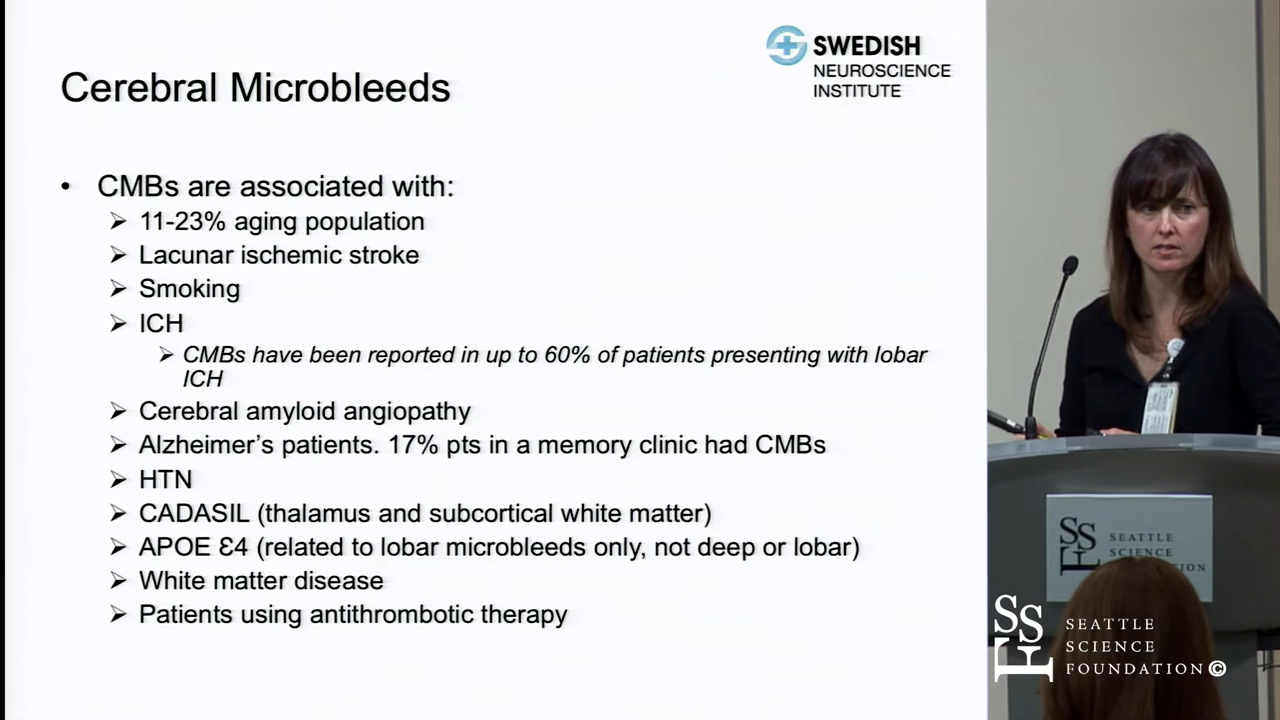 SWEDISH
NEUROSCIENCE
INSTITUTE
Cerebral Microbleeds
• CMBs are associated with:
➢ 11-23% aging population
➢ Lacunar ischemic stroke
➢ Smoking
➢ ICH
➢ CMBs have been reported in up to 60% of patients presenting with lobar
ICH
➢ Cerebral amyloid angiopathy
➢ Alzheimer's patients. 17% pts in a memory clinic had CMBs
➢ HTN
➢ CADASIL (thalamus and subcortical white matter)
➢ APOE Ɛ4 (related to lobar microbleeds only, not deep or lobar)
➢ White matter disease
➢ Patients using antithrombotic therapy
SSF
SEATTLE
SCIENCE
SSF
SEATTLE
SCIENCE
FOUNDATION©